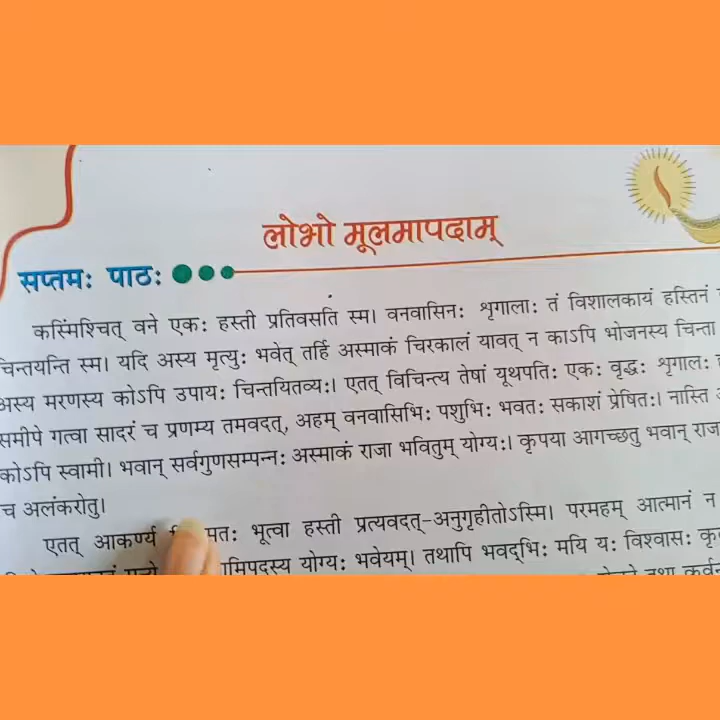 लोभो मूलमापदाम्
सप्तमः पाठः
कस्मिंश्चित् वने एकः हस्ती प्रतिवसति स्म। वनवासिनः शृगालाः तं विशालकायं हस्तिनं
चिन्तयन्ति स्म। यदि अस्य मृत्युः भवेत् तर्हि अस्माकं चिरकालं यावत् न काऽपि भोजनस्य चिन्ता
अस्य मरणस्य कोऽपि उपायः चिन्तयितव्यः। एतत् विचिन्त्य तेषां यूथपतिः एकः वृद्धः शृगालः
समीपे गत्वा सादरं च प्रणम्य तमवदत्, अहम् वनवासिभिः पशुभिः भवतः सकाशं प्रेषितः। नास्ति
कोऽपि स्वामी। भवान् सर्वगुणसम्पन्नः अस्माकं राजा भवितुम् योग्यः। कृपया आगच्छतु भवान्
च अलंकरोतु।
एतत् आकर्ण्य भूत्वा हस्ती प्रत्यवदत्-अनुगृहीतोऽस्मि। परमहम् आत्मानं न
योग्यः भवेयम्। तथापि भवद्भिः मयि यः विश्वासः